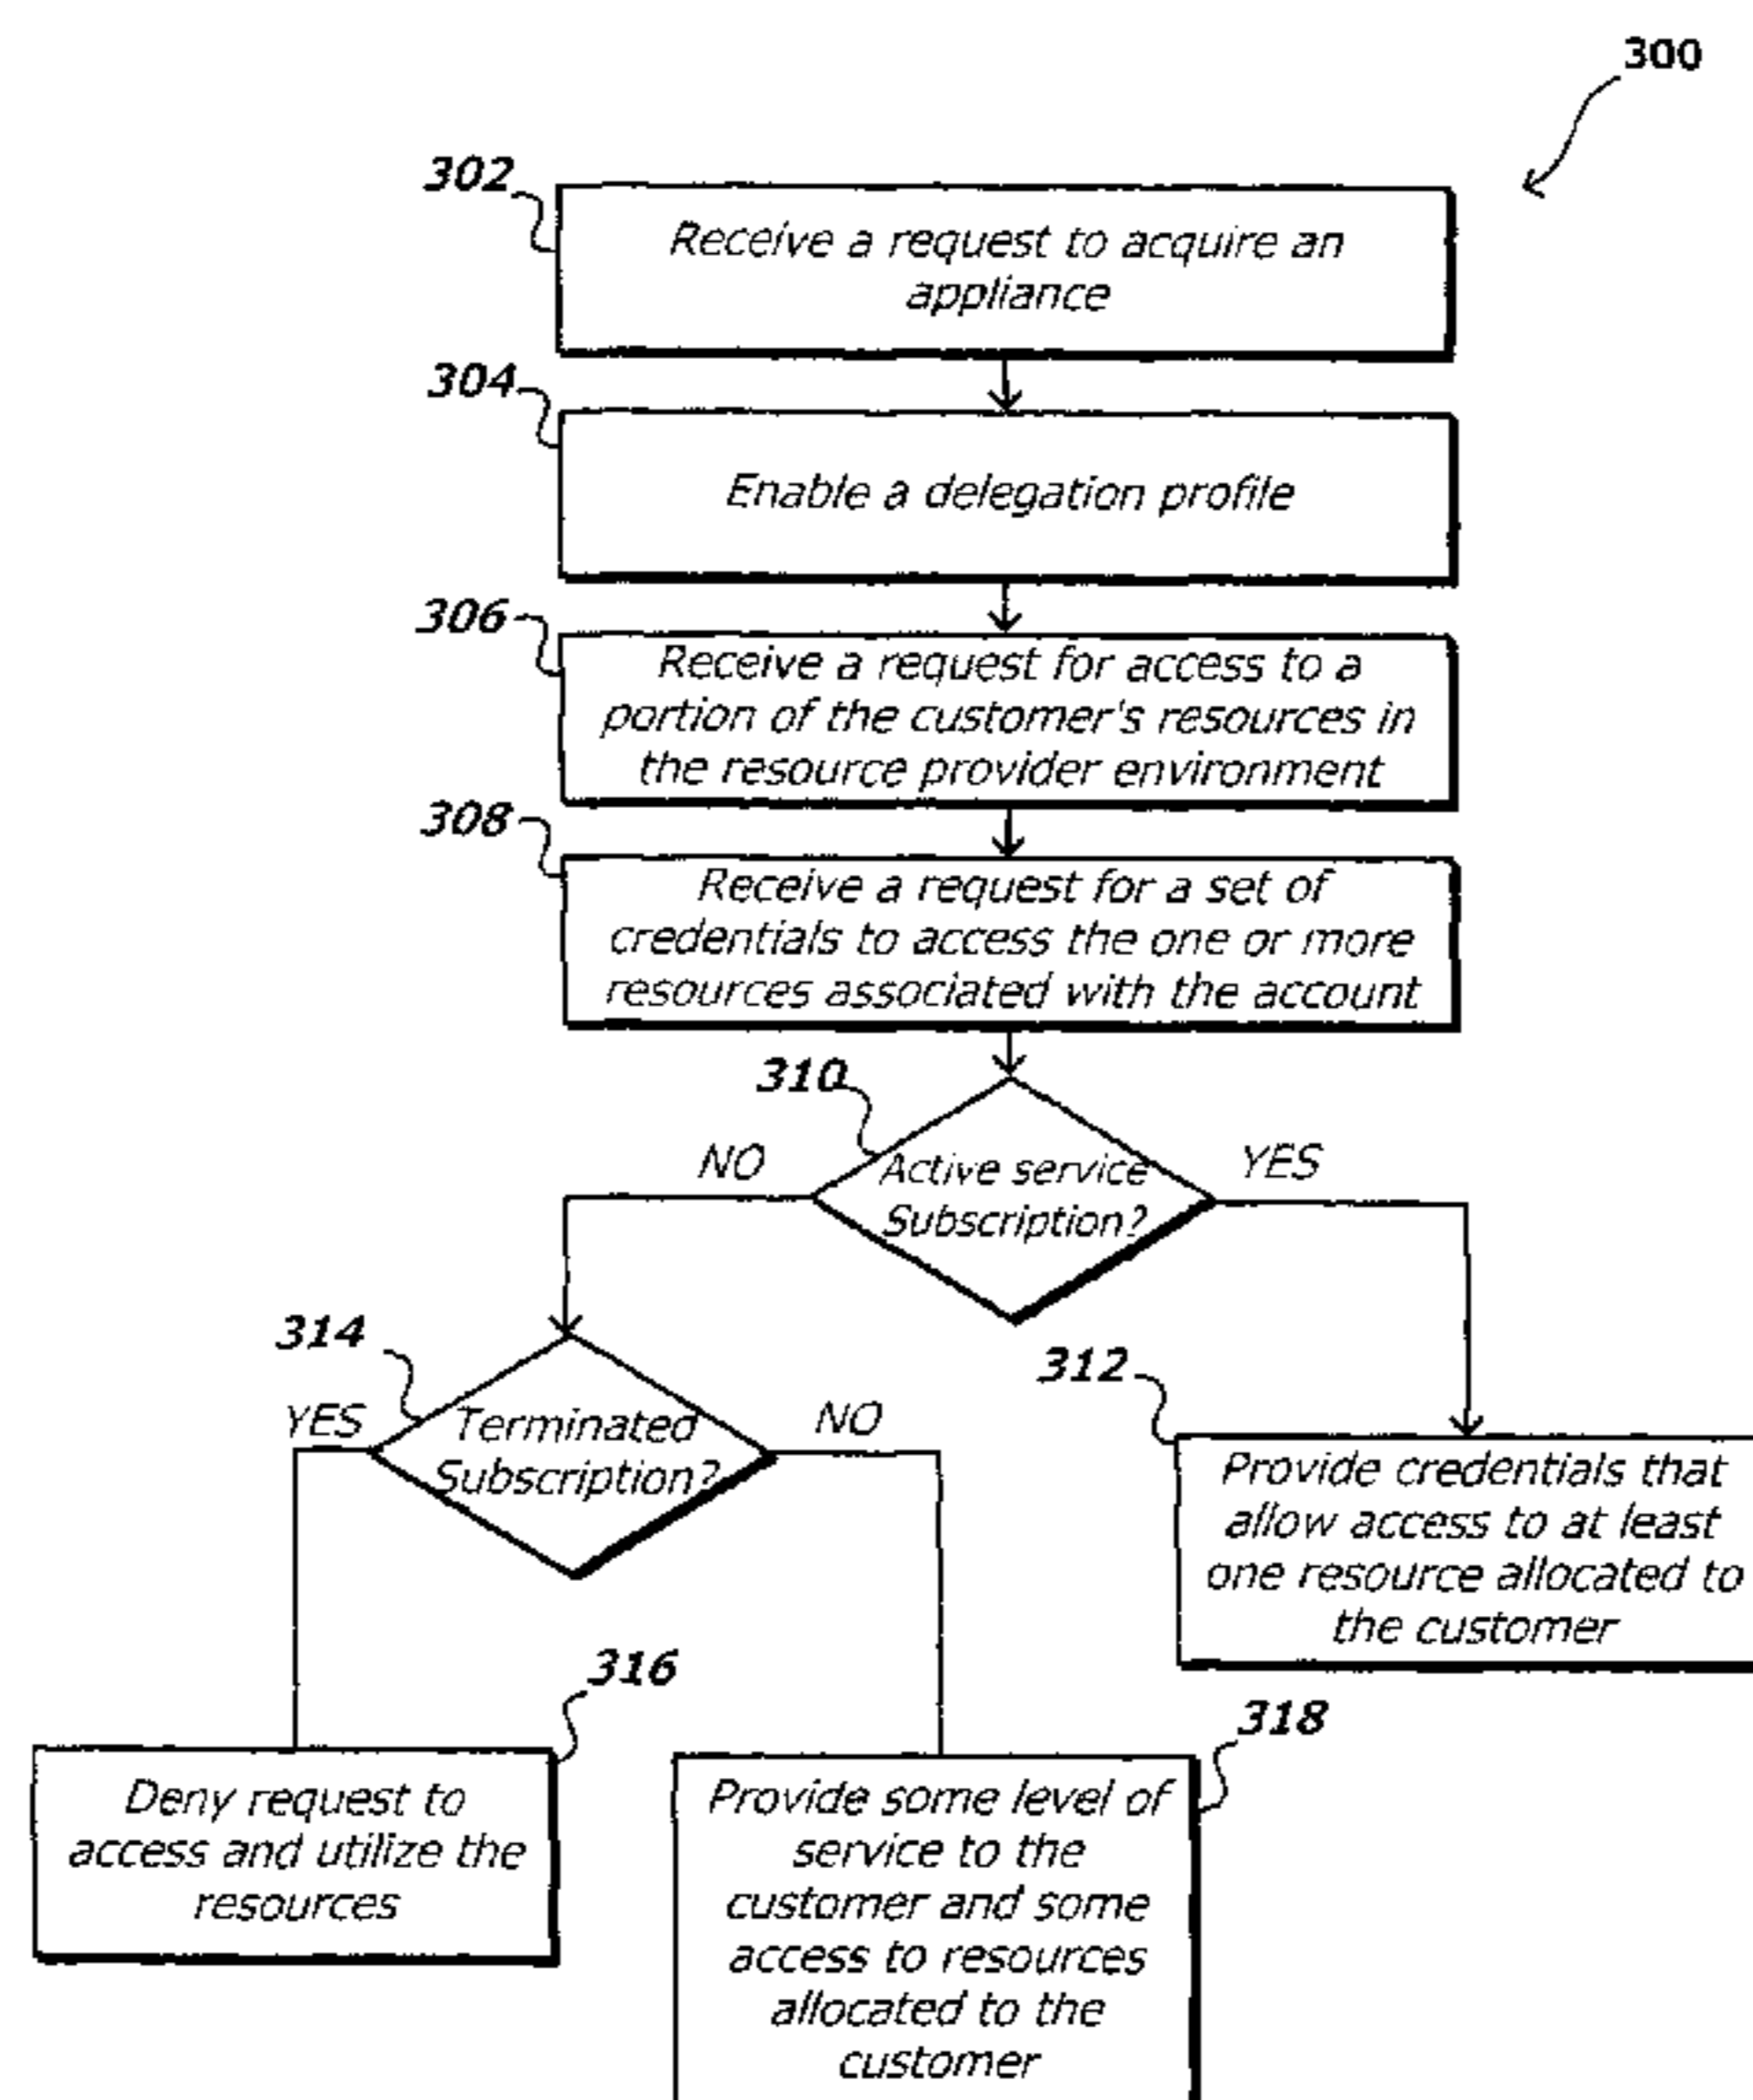 300
302
Receive a request to acquire an
appliance
304
Enable a delegation profile
306
Receive a request for access to a
portion of the customer's resources in
the resource provider environment
308
Receive a request for a set of
credentials to access the one or more
resources associated with the account
310
NO
Active service
Subscription?
YES
314
YES
Terminated
Subscription?
NO
312
Provide credentials that
allow access to at least
one resource allocated to
the customer
316
Deny request to
access and utilize the
resources
318
Provide some level of
service to the
customer and some
access to resources
allocated to the
customer